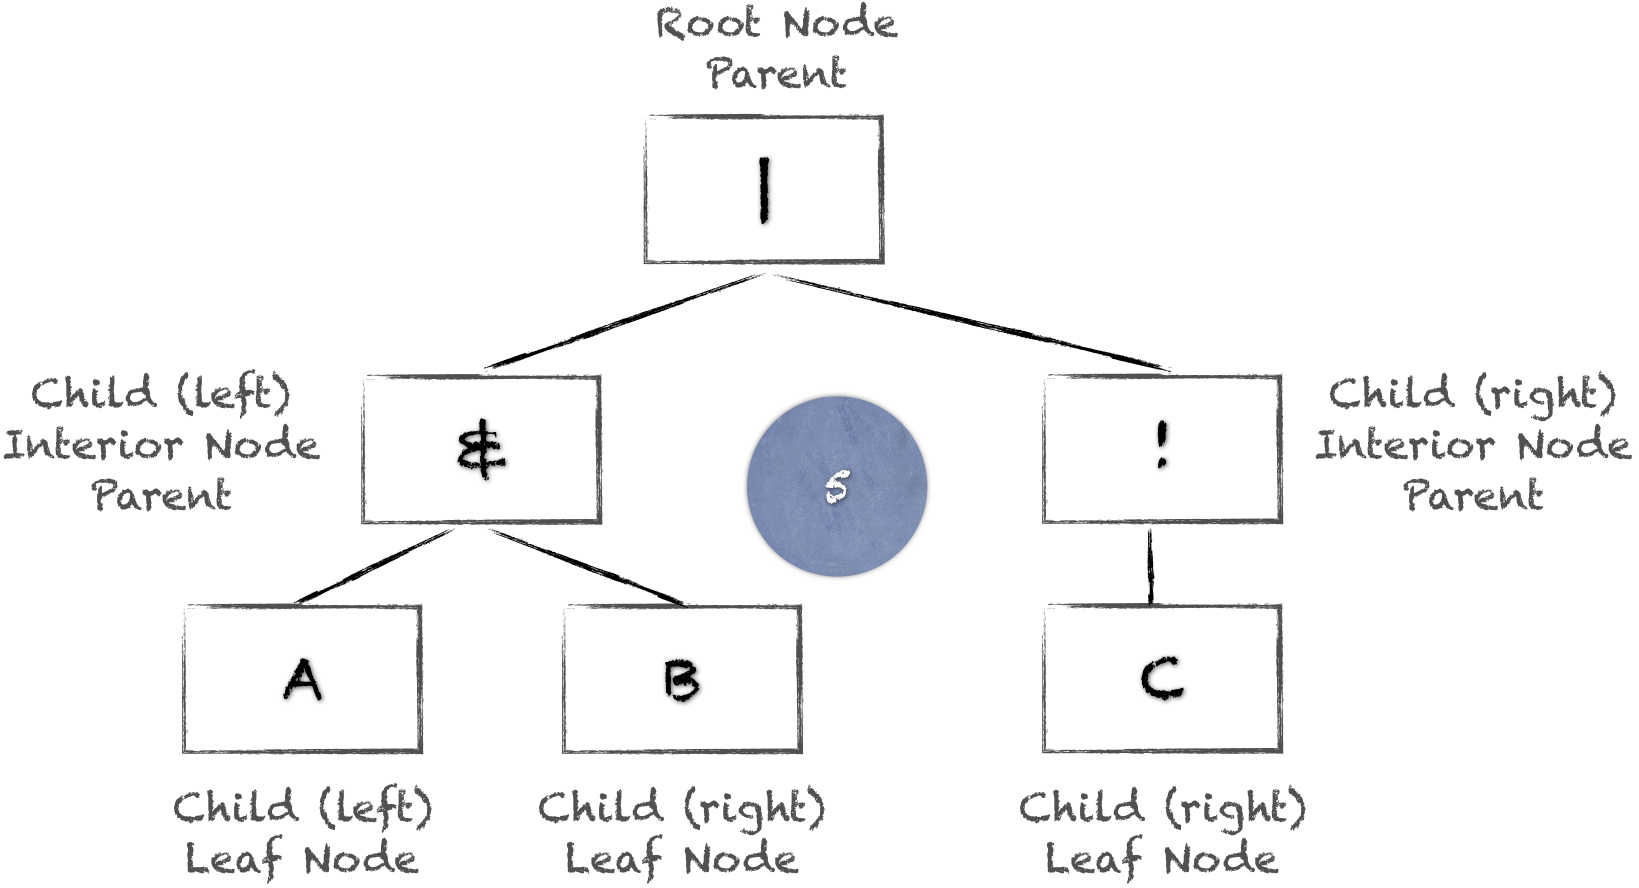 Root Node
Parent
|
Child (left)
Interior Node
Parent
&
5
!
Child (right)
Interior Node
Parent
A
B
C
Child (left)
Leaf Node
Child (right)
Leaf Node
Child (right)
Leaf Node